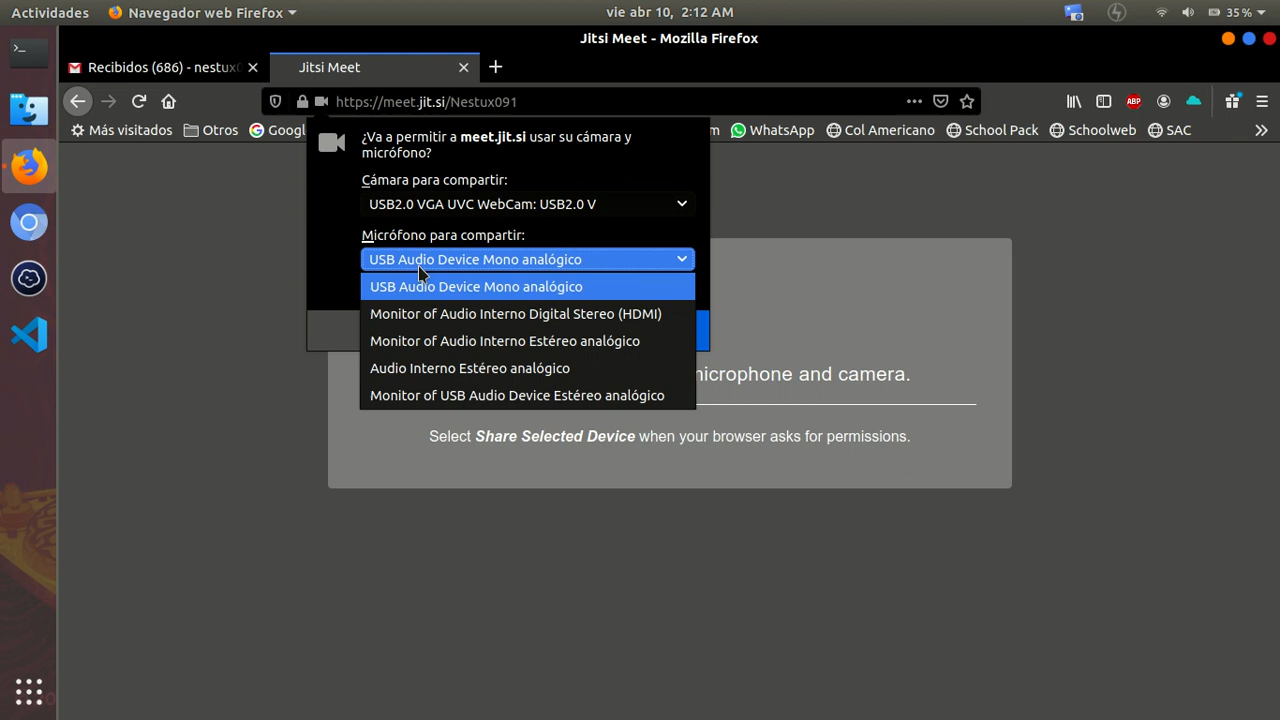 Actividades
Navegador web Firefox
vie abr 10, 2:12 AM
35%
Jitsi Meet - Mozilla Firefox
Recibidos (686) - nestux
Jitsi Meet
https://meet.jit.si/Nestux091
ABP
Más visitados
Otros
Googl
m
WhatsApp
Col Americano
School Pack
Schoolweb
SAC
¿Va a permitir a meet.jit.si usar su cámara y
micrófono?
Cámara para compartir:
USB2.0 VGA UVC WebCam: USB2.0 V
Micrófono para compartir:
USB Audio Device Mono analógico
USB Audio Device Mono analógico
Monitor of Audio Interno Digital Stereo (HDMI)
Monitor of Audio Interno Estéreo analógico
Audio Interno Estéreo analógico
Monitor of USB Audio Device Estéreo analógico
icrophone and camera.
Select Share Selected Device when your browser asks for permissions.